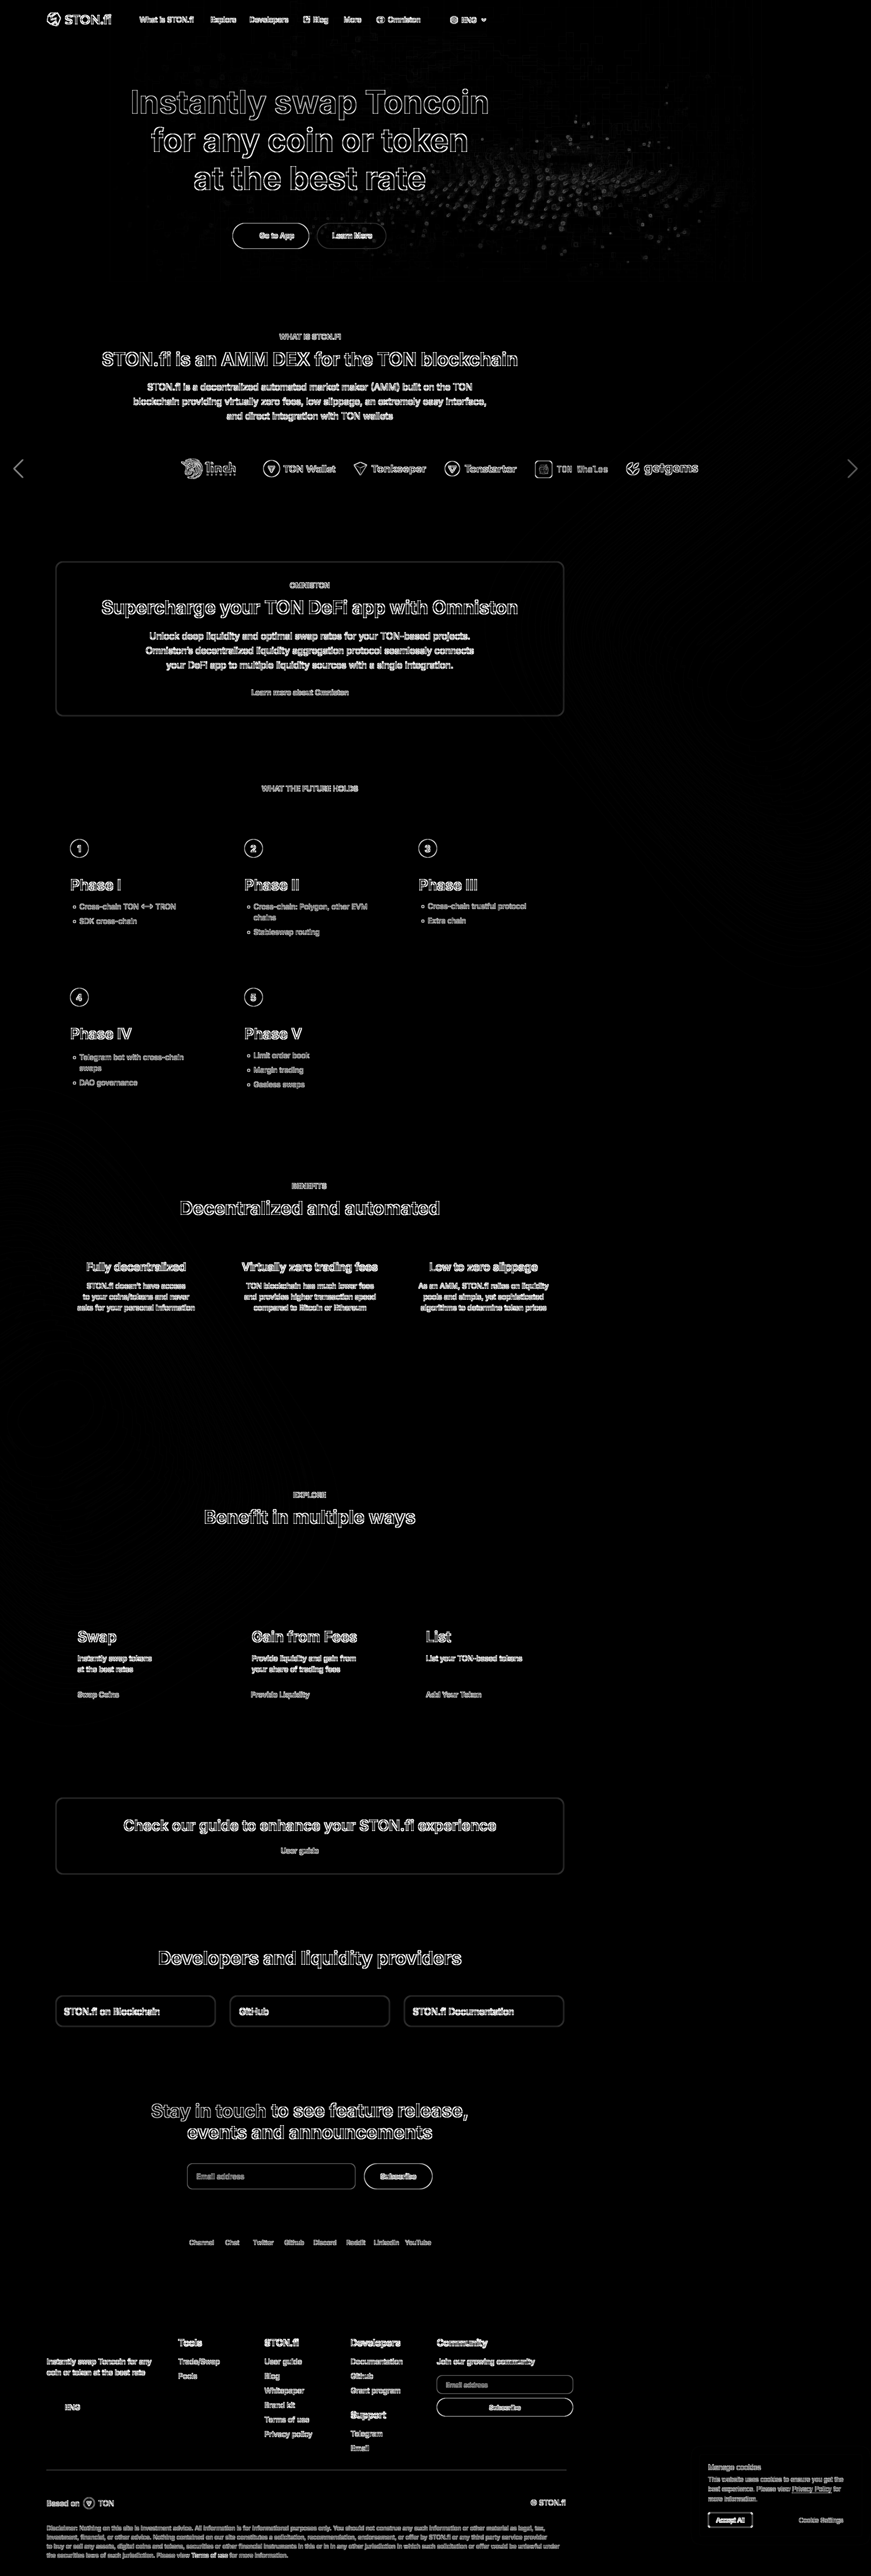 STON.fi
What is STON.fi Explore Developers Blog More Omniston ENG
Instantly swap Toncoin
for any coin or token
at the best rate
Go to App Learn More
WHAT IS STON.FI
STON.fi is an AMM DEX for the TON blockchain
STON.fi is a decentralized automated market maker (AMM) built on the TON
blockchain providing virtually zero fees, low slippage, an extremely easy interface,
and direct integration with TON wallets
1inch NETWORK TON Wallet Tonkeeper Tonstarter TON Whales getgems
OMNISTON
Supercharge your TON DeFi app with Omniston
Unlock deep liquidity and optimal swap rates for your TON-based projects.
Omniston's decentralized liquidity aggregation protocol seamlessly connects
your DeFi app to multiple liquidity sources with a single integration.
Learn more about Omniston
WHAT THE FUTURE HOLDS
1 2 3
Phase I Phase II Phase III
Cross-chain TON <-> TRON
SDK cross-chain
Cross-chain: Polygon, other EVM
chains
Stableswap routing
Cross-chain trustful protocol
Extra chain
4 5
Phase IV Phase V
Telegram bot with cross-chain
swaps
DAO governance
Limit order book
Margin trading
Gasless swaps
BENEFITS
Decentralized and automated
Fully decentralized
STON.fi doesn't have access
to your coins/tokens and never
asks for your personal information
Virtually zero trading fees
TON blockchain has much lower fees
and provides higher transaction speed
compared to Bitcoin or Ethereum
Low to zero slippage
As an AMM, STON.fi relies on liquidity
pools and simple, yet sophisticated
algorithms to determine token prices
EXPLORE
Benefit in multiple ways
Swap
Instantly swap tokens
at the best rates
Swap Coins
Gain from Fees
Provide liquidity and gain from
your share of trading fees
Provide Liquidity
List
List your TON-based tokens
Add Your Token
Check our guide to enhance your STON.fi experience
User guide
Developers and liquidity providers
STON.fi on Blockchain GitHub STON.fi Documentation
Stay in touch to see feature release,
events and announcements
Email address Subscribe
Channel Chat Twitter Github Discord Reddit LinkedIn YouTube
Instantly swap Toncoin for any
coin or token at the best rate
ENG
Tools
Trade/Swap
Pools
STON.fi
User guide
Blog
Whitepaper
Brand kit
Terms of use
Privacy policy
Developers
Documentation
Github
Grant program
Support
Telegram
Email
Community
Join our growing community
Email address
Subscribe
Manage cookies
This website uses cookies to ensure you get the
best experience. Please view Privacy Policy for
more information.
Accept All Cookie Settings
Based on TON
STON.fi
Disclaimer: Nothing on this site is investment advice. All information is for informational purposes only. You should not construe any such information or other material as legal, tax,
investment, financial, or other advice. Nothing contained on our site constitutes a solicitation, recommendation, endorsement, or offer by STON.fi or any third party service provider
to buy or sell any assets, digital coins and tokens, securities or other financial instruments in this or in in any other jurisdiction in which such solicitation or offer would be unlawful under
the securities laws of such jurisdiction. Please view Terms of use for more information.